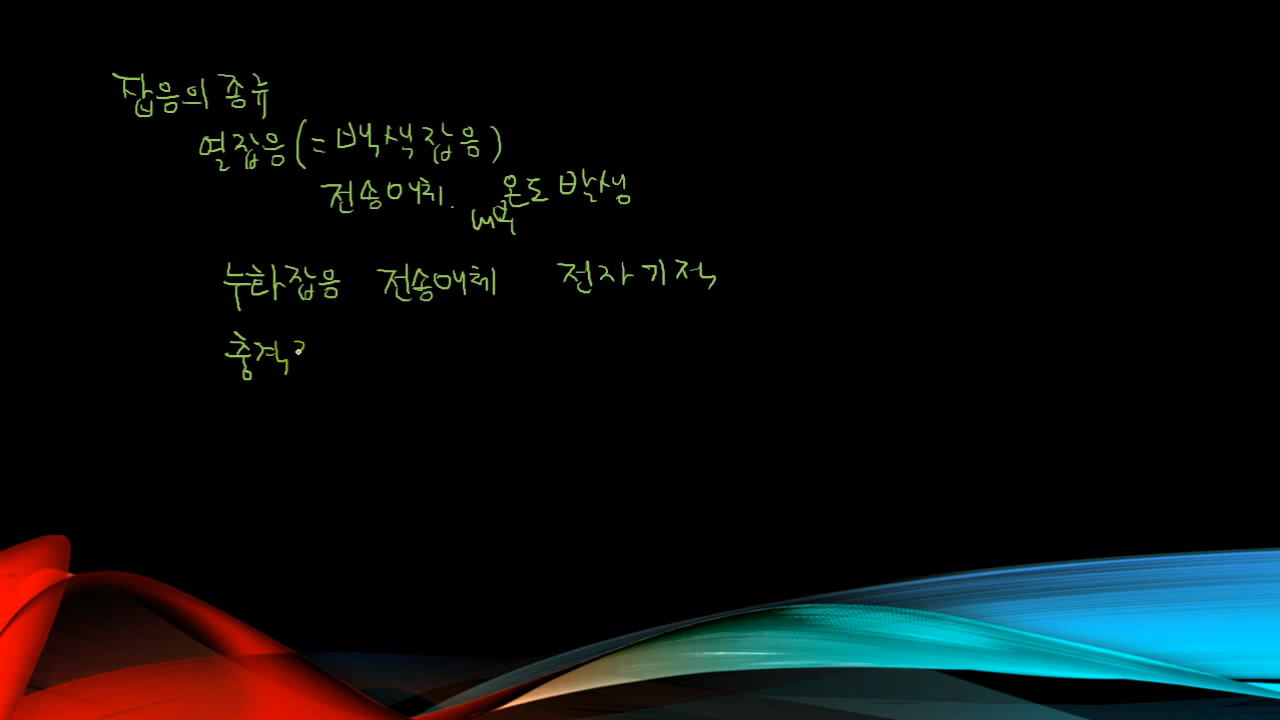 잡음의 종류
열잡음(=백색잡음)
전송매체. 내 온도 발생
누화잡음 전송매체 전자기적
충격